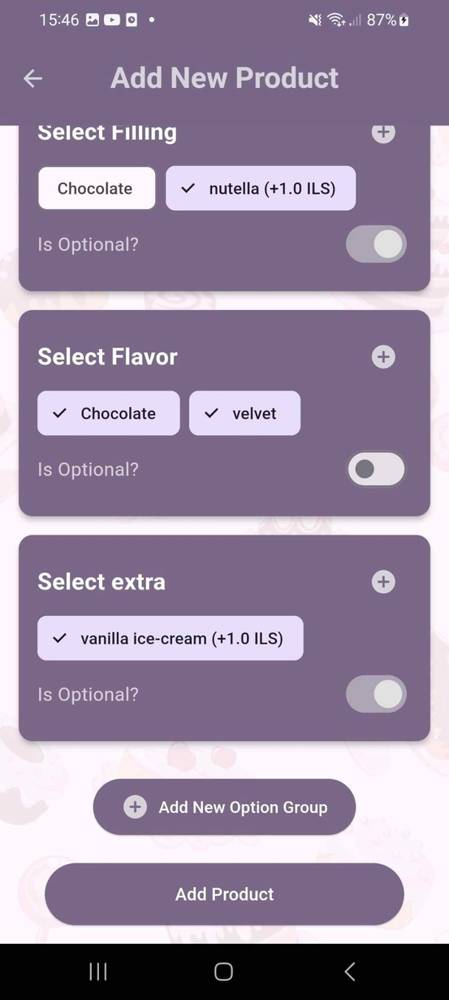 15:46 87%
Add New Product
Select Filling
Chocolate nutella (+1.0 ILS)
Is Optional?
Select Flavor
Chocolate velvet
Is Optional?
Select extra
vanilla ice-cream (+1.0 ILS)
Is Optional?
Add New Option Group
Add Product